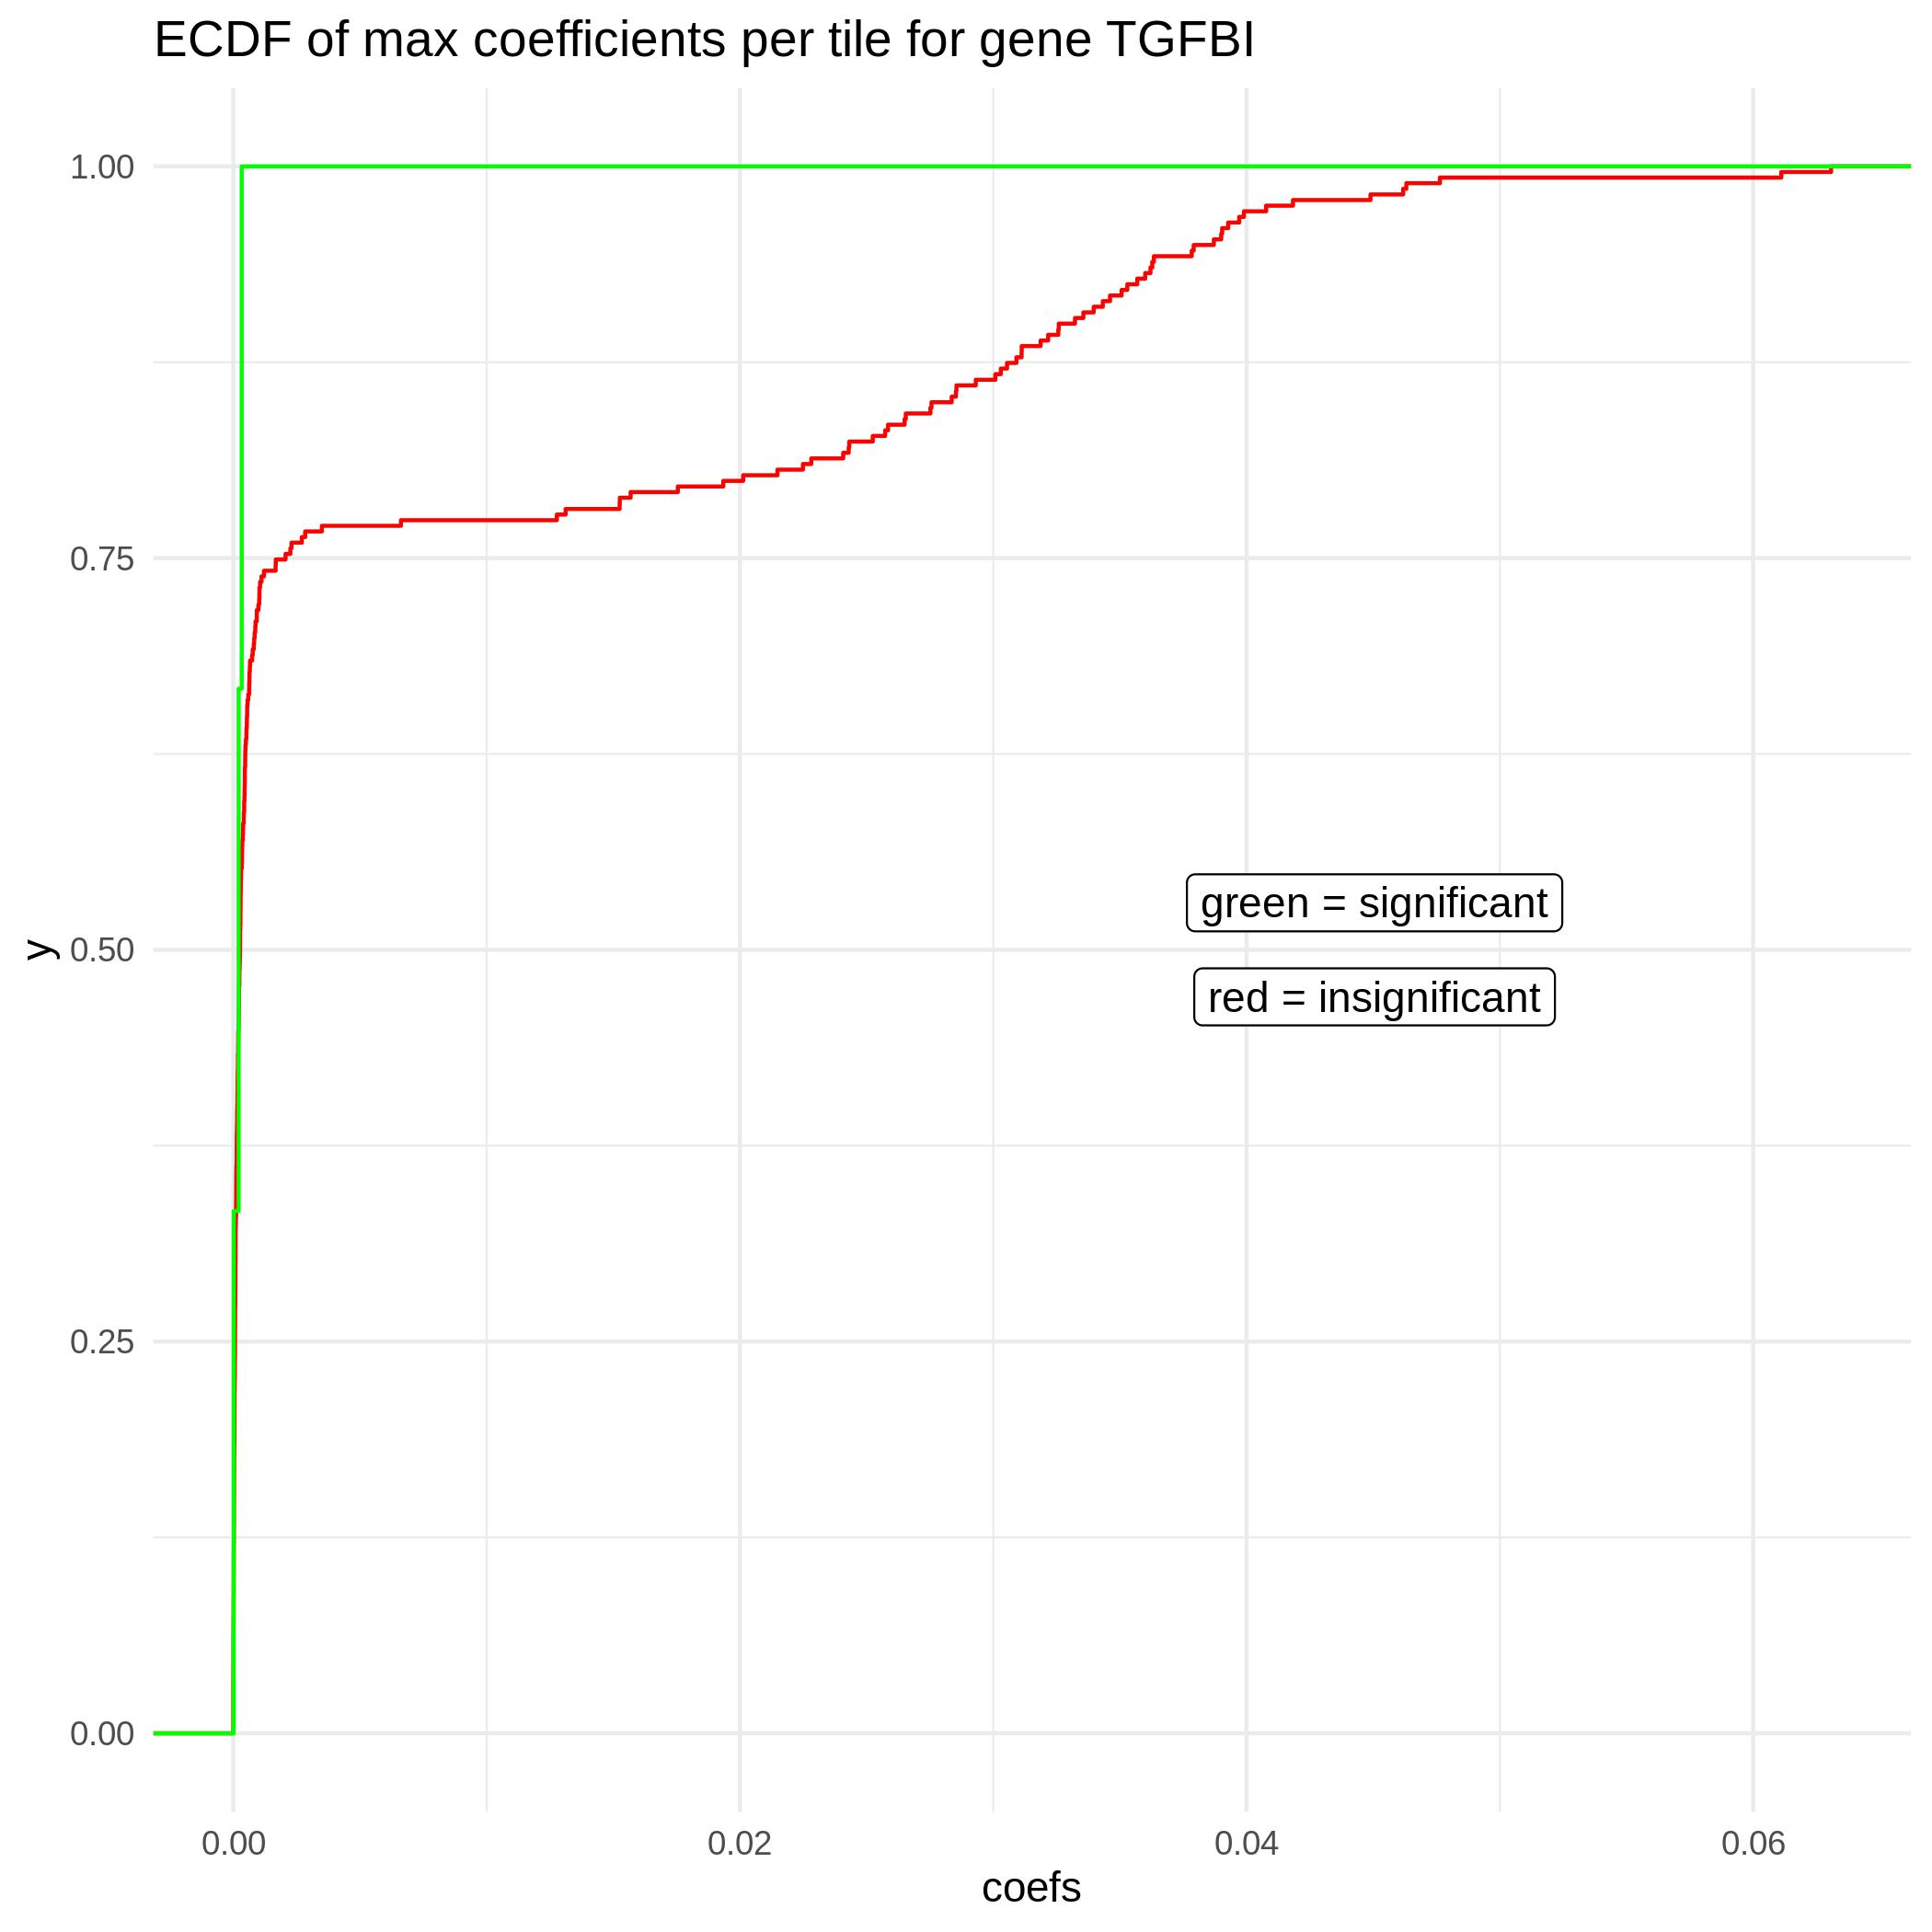 ECDF of max coefficients per tile for gene TGFBI
1.00
0.75
0.50
0.25
0.00
y
green = significant
red = insignificant
0.00 0.02 0.04 0.06
coefs